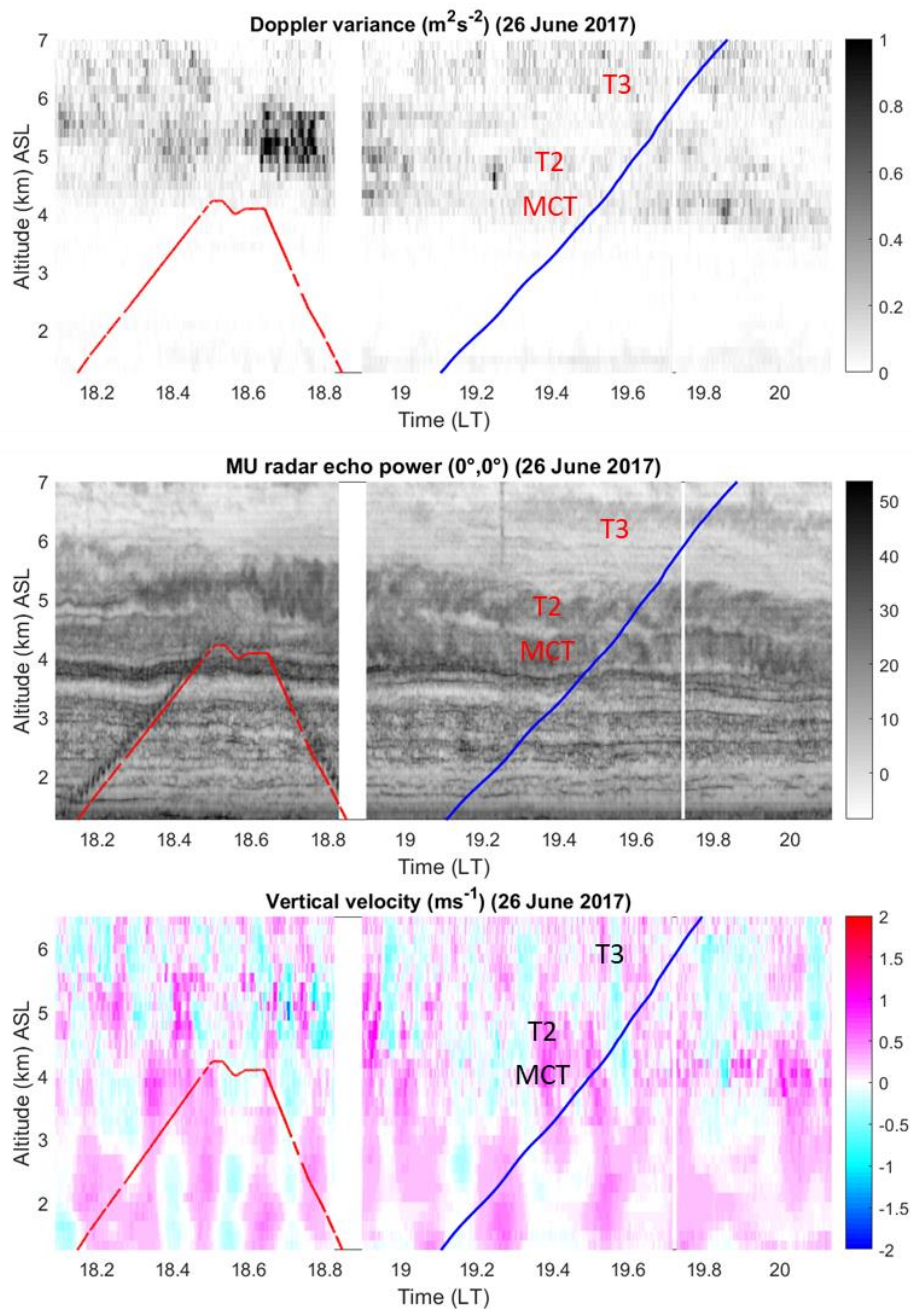 Doppler variance (m²s⁻²) (26 June 2017)
7
6
5
4
3
2
Altitude (km) ASL
T3
T2
MCT
1
0.8
0.6
0.4
0.2
0
18.2 18.4 18.6 18.8 19 19.2 19.4 19.6 19.8 20
Time (LT)
MU radar echo power (0°,0°) (26 June 2017)
7
6
5
4
3
2
Altitude (km) ASL
T3
T2
MCT
50
40
30
20
10
0
18.2 18.4 18.6 18.8 19 19.2 19.4 19.6 19.8 20
Time (LT)
Vertical velocity (ms⁻¹) (26 June 2017)
6
5
4
3
2
Altitude (km) ASL
T3
T2
MCT
2
1.5
1
0.5
0
-0.5
-1
-1.5
-2
18.2 18.4 18.6 18.8 19 19.2 19.4 19.6 19.8 20
Time (LT)